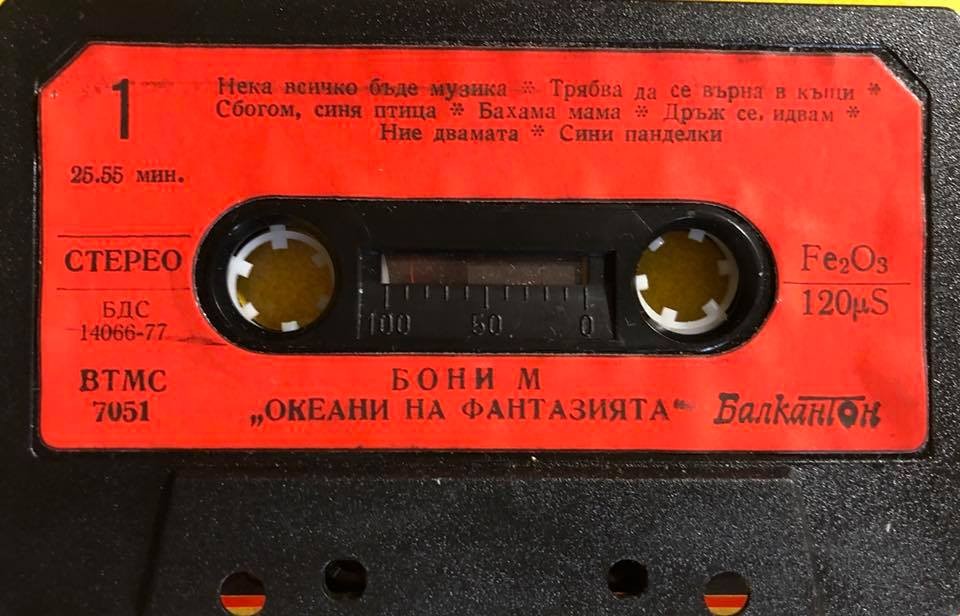 1
Нека всичко бъде музика * Трябва да се върна в къщи *
Сбогом, синя птица * Бахама мама * Дръж се, идвам *
Ние двамата * Сини панделки
25.55 мин.
СТЕРЕО
БДС
14066-77
ВТМС
7051
Fe₂O₃
120µS
100 50 0
БОНИ М
„ОКЕАНИ НА ФАНТАЗИЯТА“
Балкантон